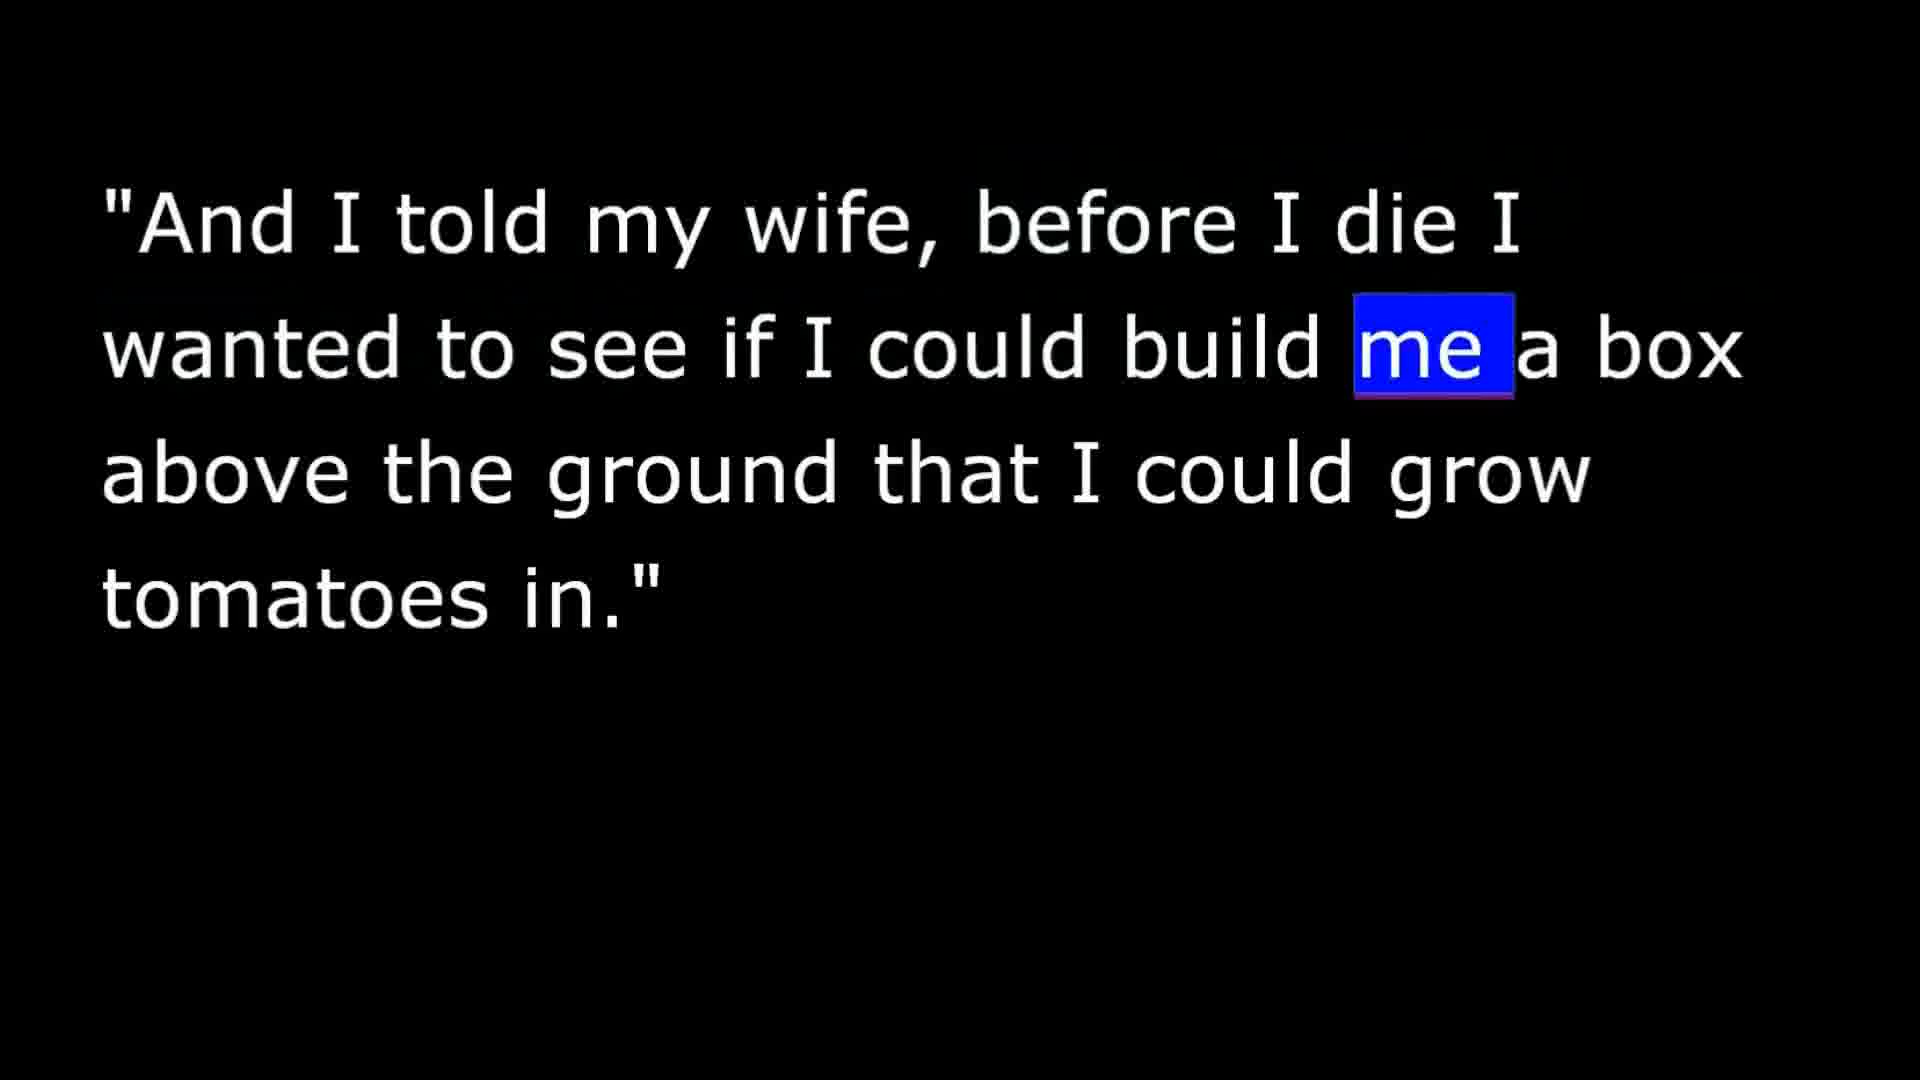 "And I told my wife, before I die I
wanted to see if I could build me a box
above the ground that I could grow
tomatoes in."